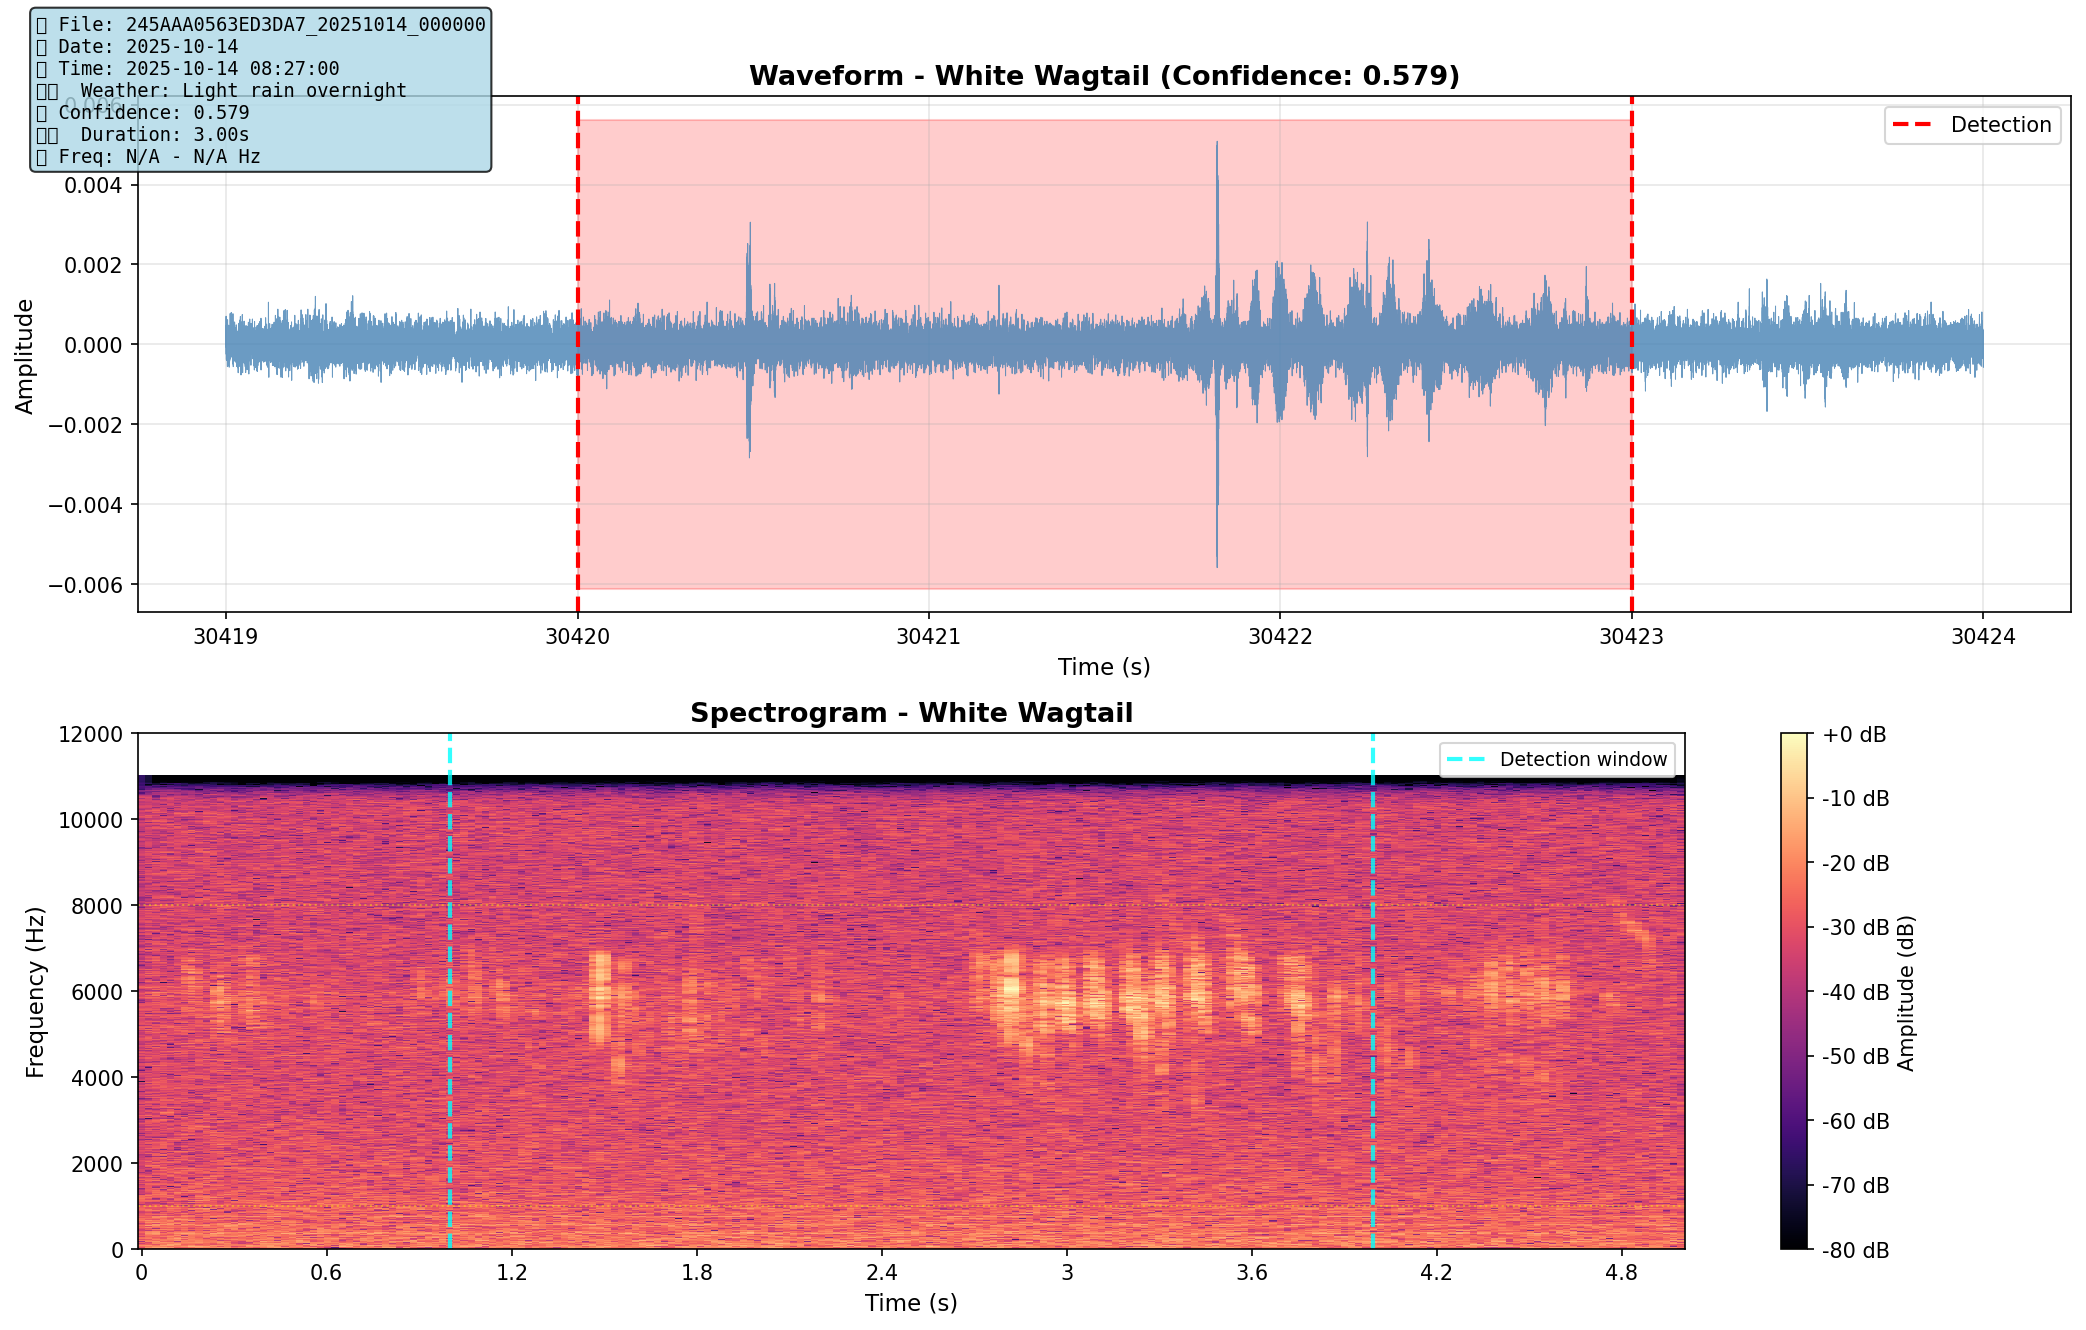 File: 245AAA0563ED3DA7_20251014_000000
Date: 2025-10-14
Time: 2025-10-14 08:27:00
Weather: Light rain overnight
Confidence: 0.579
Duration: 3.00s
Freq: N/A - N/A Hz
Waveform - White Wagtail (Confidence: 0.579)
Detection
Amplitude
0.006
0.004
0.002
0.000
−0.002
−0.004
−0.006
30419 30420 30421 30422 30423 30424
Time (s)
Spectrogram - White Wagtail
Detection window
Frequency (Hz)
12000
10000
8000
6000
4000
2000
0
0 0.6 1.2 1.8 2.4 3 3.6 4.2 4.8
Time (s)
+0 dB
-10 dB
-20 dB
-30 dB
-40 dB
-50 dB
-60 dB
-70 dB
-80 dB
Amplitude (dB)